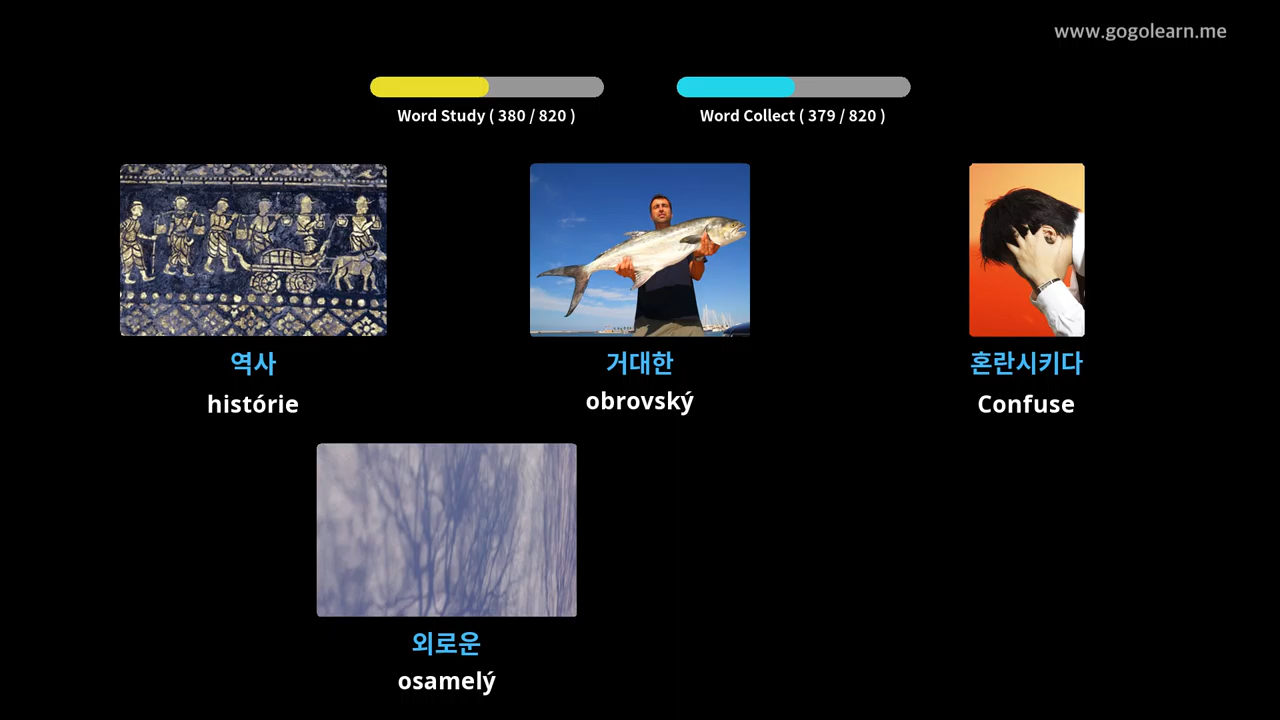 www.gogolearn.me
Word Study ( 380 / 820 )
Word Collect ( 379 / 820 )
역사
histórie
거대한
obrovský
혼란시키다
Confuse
외로운
osamelý